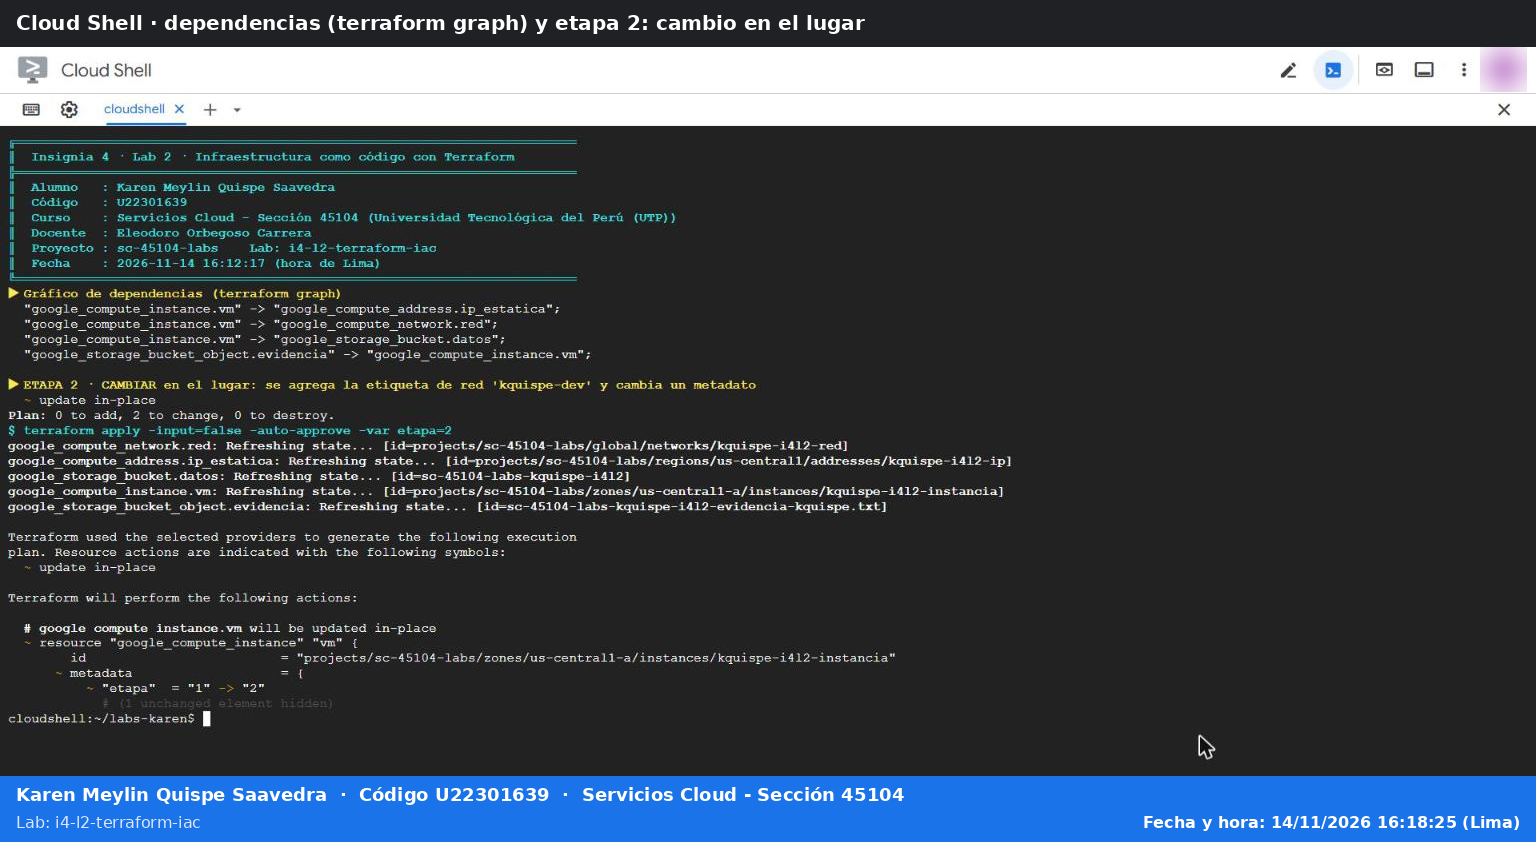 Cloud Shell · dependencias (terraform graph) y etapa 2: cambio en el lugar
Cloud Shell
cloudshell
Insignia 4 · Lab 2 · Infraestructura como código con Terraform
Alumno : Karen Meylin Quispe Saavedra
Código : U22301639
Curso : Servicios Cloud - Sección 45104 (Universidad Tecnológica del Perú (UTP))
Docente : Eleodoro Orbegoso Carrera
Proyecto : sc-45104-labs Lab: i4-l2-terraform-iac
Fecha : 2026-11-14 16:12:17 (hora de Lima)
▶ Gráfico de dependencias (terraform graph)
"google_compute_instance.vm" -> "google_compute_address.ip_estatica";
"google_compute_instance.vm" -> "google_compute_network.red";
"google_compute_instance.vm" -> "google_storage_bucket.datos";
"google_storage_bucket_object.evidencia" -> "google_compute_instance.vm";
▶ ETAPA 2 · CAMBIAR en el lugar: se agrega la etiqueta de red 'kquispe-dev' y cambia un metadato
~ update in-place
Plan: 0 to add, 2 to change, 0 to destroy.
$ terraform apply -input=false -auto-approve -var etapa=2
google_compute_network.red: Refreshing state... [id=projects/sc-45104-labs/global/networks/kquispe-i4l2-red]
google_compute_address.ip_estatica: Refreshing state... [id=projects/sc-45104-labs/regions/us-central1/addresses/kquispe-i4l2-ip]
google_storage_bucket.datos: Refreshing state... [id=sc-45104-labs-kquispe-i4l2]
google_compute_instance.vm: Refreshing state... [id=projects/sc-45104-labs/zones/us-central1-a/instances/kquispe-i4l2-instancia]
google_storage_bucket_object.evidencia: Refreshing state... [id=sc-45104-labs-kquispe-i4l2-evidencia-kquispe.txt]
Terraform used the selected providers to generate the following execution
plan. Resource actions are indicated with the following symbols:
~ update in-place
Terraform will perform the following actions:
# google_compute_instance.vm will be updated in-place
~ resource "google_compute_instance" "vm" {
id = "projects/sc-45104-labs/zones/us-central1-a/instances/kquispe-i4l2-instancia"
~ metadata = {
~ "etapa" = "1" -> "2"
# (1 unchanged element hidden)
cloudshell:~/labs-karen$
Karen Meylin Quispe Saavedra · Código U22301639 · Servicios Cloud - Sección 45104
Lab: i4-l2-terraform-iac
Fecha y hora: 14/11/2026 16:18:25 (Lima)